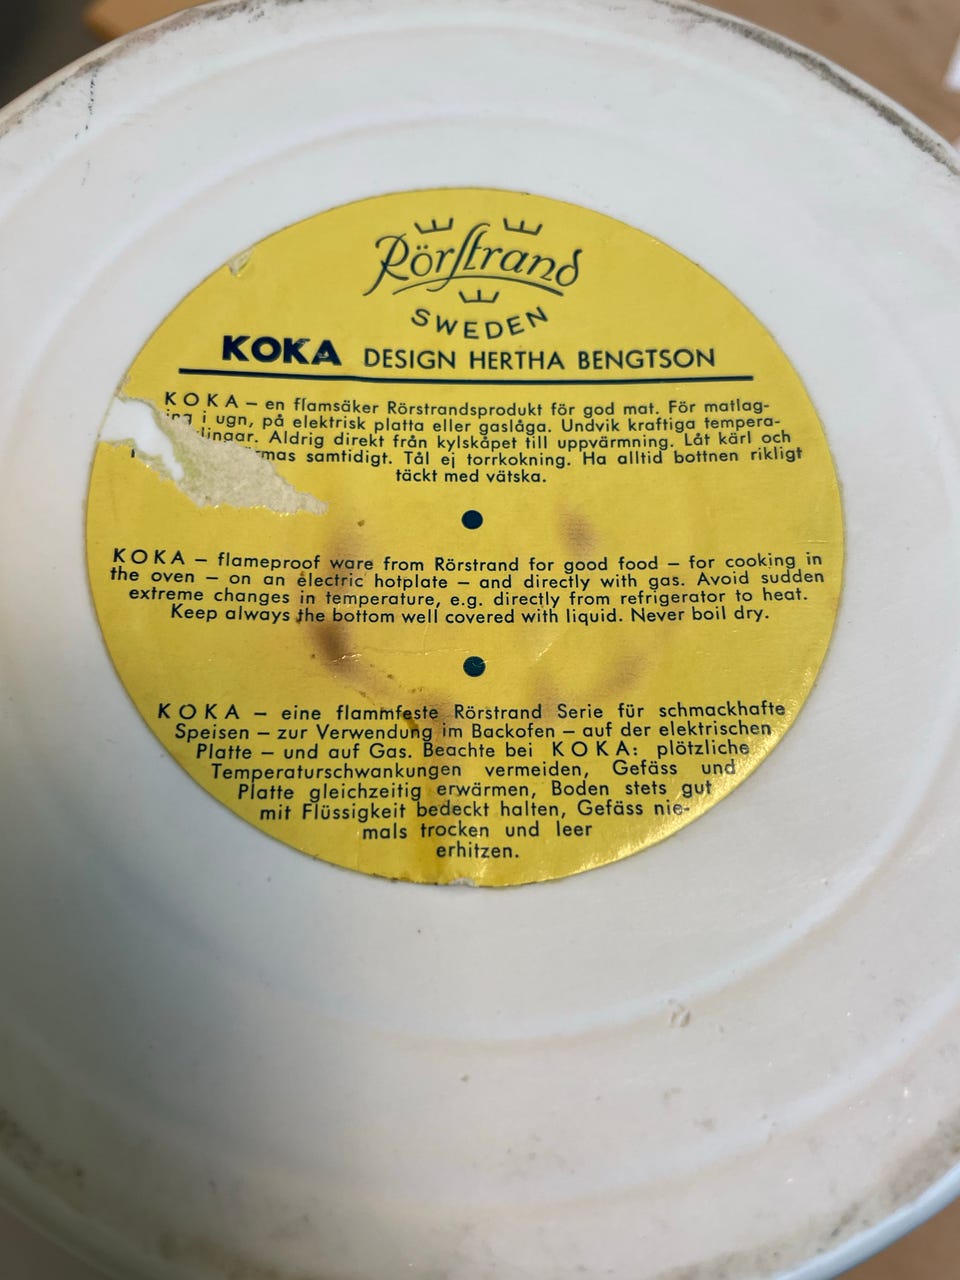 Rörstrand
SWEDEN
KOKA DESIGN HERTHA BENGTSON
KOKA – en flamsäker Rörstrandsprodukt för god mat. För matlag-
i ugn, på elektrisk platta eller gaslåga. Undvik kraftiga tempera-
Aldrig direkt från kylskåpet till uppvärmning. Låt kärl och
samtidigt. Tål ej torrkokning. Ha alltid bottnen rikligt
täckt med vätska.
KOKA – flameproof ware from Rörstrand for good food – for cooking in
the oven – on an electric hotplate – and directly with gas. Avoid sudden
extreme changes in temperature, e.g. directly from refrigerator to heat.
Keep always the bottom well covered with liquid. Never boil dry.
KOKA – eine flammfeste Rörstrand Serie für schmackhafte
Speisen – zur Verwendung im Backofen – auf der elektrischen
Platte – und auf Gas. Beachte bei KOKA: plötzliche
Temperaturschwankungen vermeiden, Gefäss und
Platte gleichzeitig erwärmen, Boden stets gut
mit Flüssigkeit bedeckt halten, Gefäss nie-
mals trocken und leer
erhitzen.